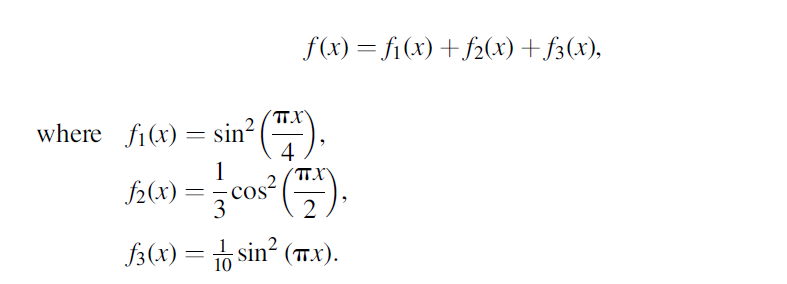 f(x) = f₁(x) + f₂(x) + f₃(x),
where f₁(x) = sin² (πx/4),
f₂(x) = 1/3 cos² (πx/2),
f₃(x) = 1/10 sin² (πx).